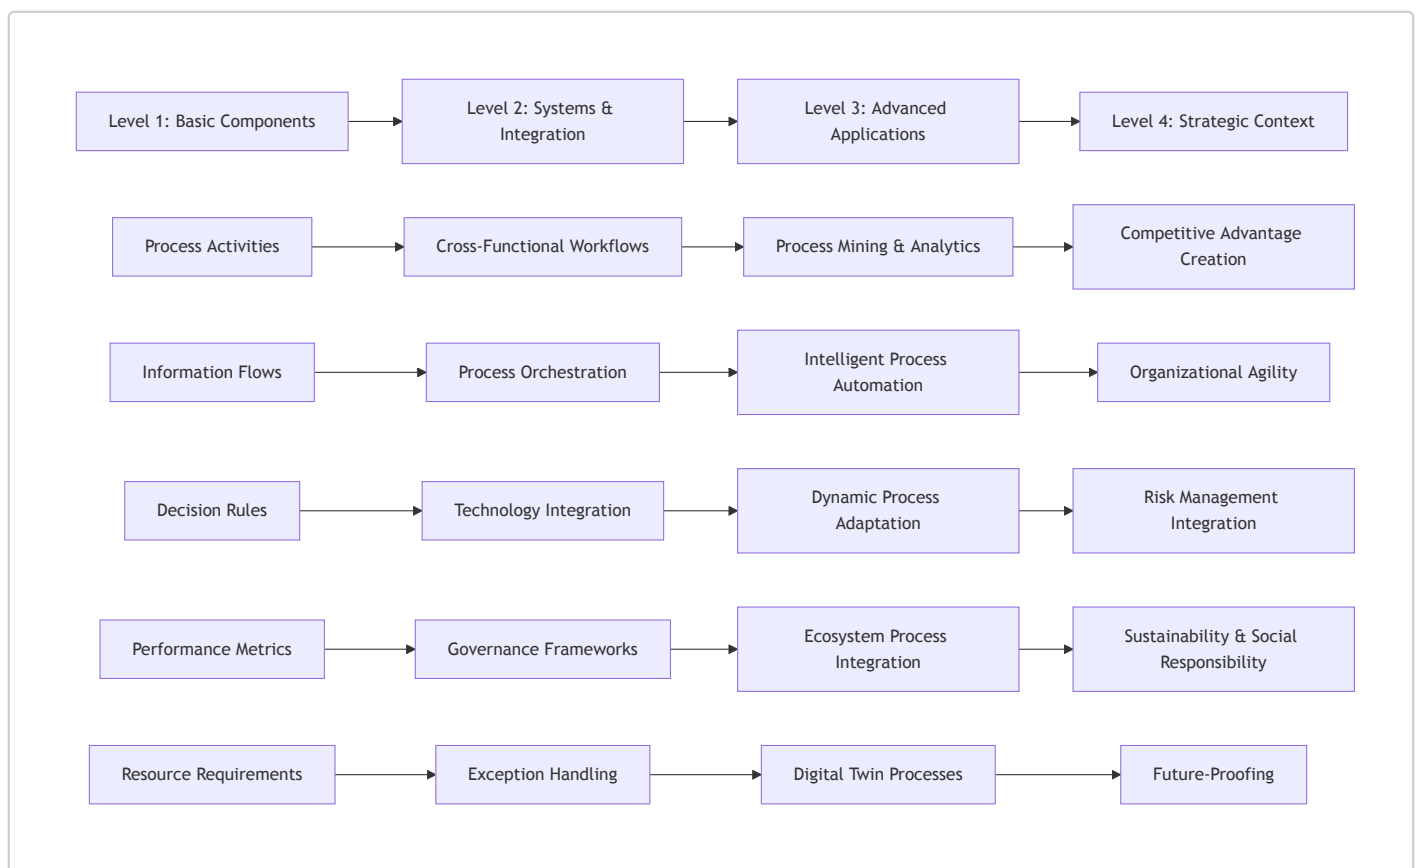 Level 1: Basic Components
Level 2: Systems &
Integration
Level 3: Advanced
Applications
Level 4: Strategic Context
Process Activities
Cross-Functional Workflows
Process Mining & Analytics
Competitive Advantage
Creation
Information Flows
Process Orchestration
Intelligent Process
Automation
Organizational Agility
Decision Rules
Technology Integration
Dynamic Process
Adaptation
Risk Management
Integration
Performance Metrics
Governance Frameworks
Ecosystem Process
Integration
Sustainability & Social
Responsibility
Resource Requirements
Exception Handling
Digital Twin Processes
Future-Proofing